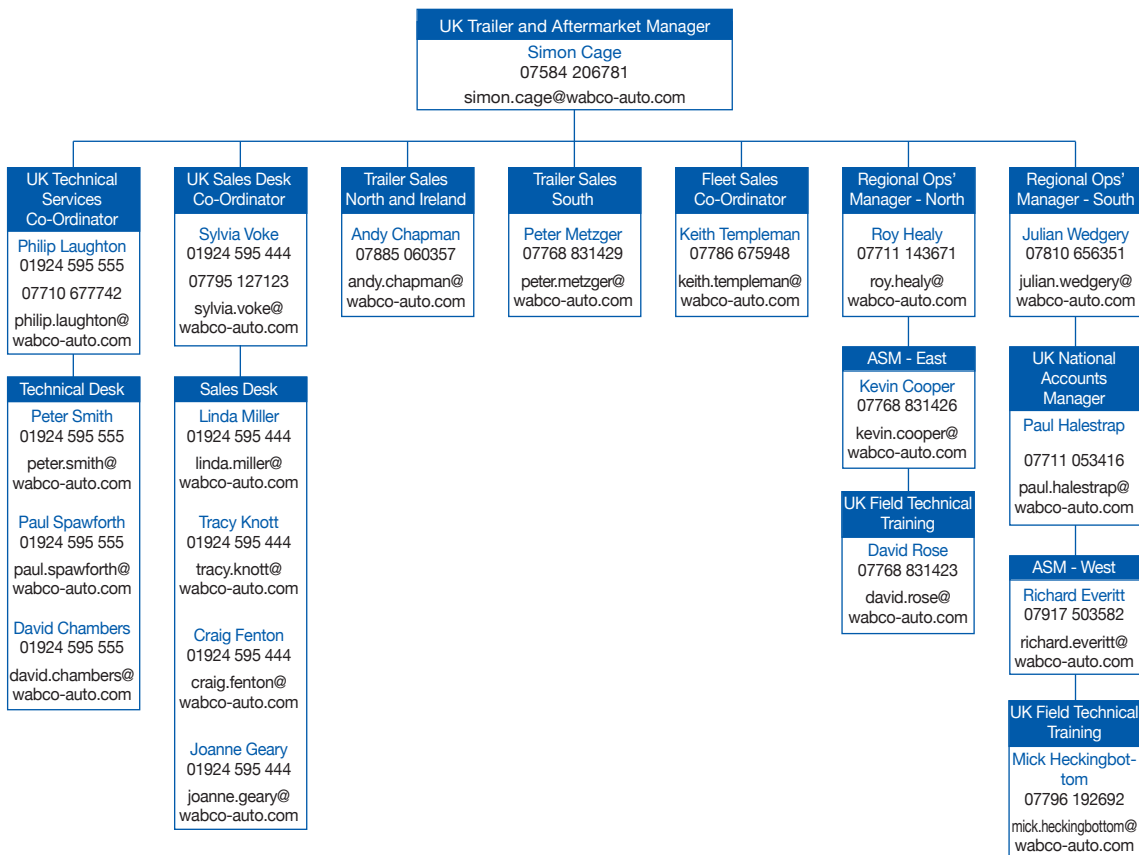 UK Trailer and Aftermarket Manager
Simon Cage
07584 206781
simon.cage@wabco-auto.com
UK Technical
Services
Co-Ordinator
Philip Laughton
01924 595 555
07710 677742
philip.laughton@
wabco-auto.com
Technical Desk
Peter Smith
01924 595 555
peter.smith@
wabco-auto.com
Paul Spawforth
01924 595 555
paul.spawforth@
wabco-auto.com
David Chambers
01924 595 555
david.chambers@
wabco-auto.com
UK Sales Desk
Co-Ordinator
Sylvia Voke
01924 595 444
07795 127123
sylvia.voke@
wabco-auto.com
Sales Desk
Linda Miller
01924 595 444
linda.miller@
wabco-auto.com
Tracy Knott
01924 595 444
tracy.knott@
wabco-auto.com
Craig Fenton
01924 595 444
craig.fenton@
wabco-auto.com
Joanne Geary
01924 595 444
joanne.geary@
wabco-auto.com
Trailer Sales
North and Ireland
Andy Chapman
07885 060357
andy.chapman@
wabco-auto.com
Trailer Sales
South
Peter Metzger
07768 831429
peter.metzger@
wabco-auto.com
Fleet Sales
Co-Ordinator
Keith Templeman
07786 675948
keith.templeman@
wabco-auto.com
Regional Ops'
Manager - North
Roy Healy
07711 143671
roy.healy@
wabco-auto.com
ASM - East
Kevin Cooper
07768 831426
kevin.cooper@
wabco-auto.com
UK Field Technical
Training
David Rose
07768 831423
david.rose@
wabco-auto.com
Regional Ops'
Manager - South
Julian Wedgery
07810 656351
julian.wedgery@
wabco-auto.com
UK National
Accounts
Manager
Paul Halestrap
07711 053416
paul.halestrap@
wabco-auto.com
ASM - West
Richard Everitt
07917 503582
richard.everitt@
wabco-auto.com
UK Field Technical
Training
Mick Heckingbot-
tom
07796 192692
mick.heckingbottom@
wabco-auto.com